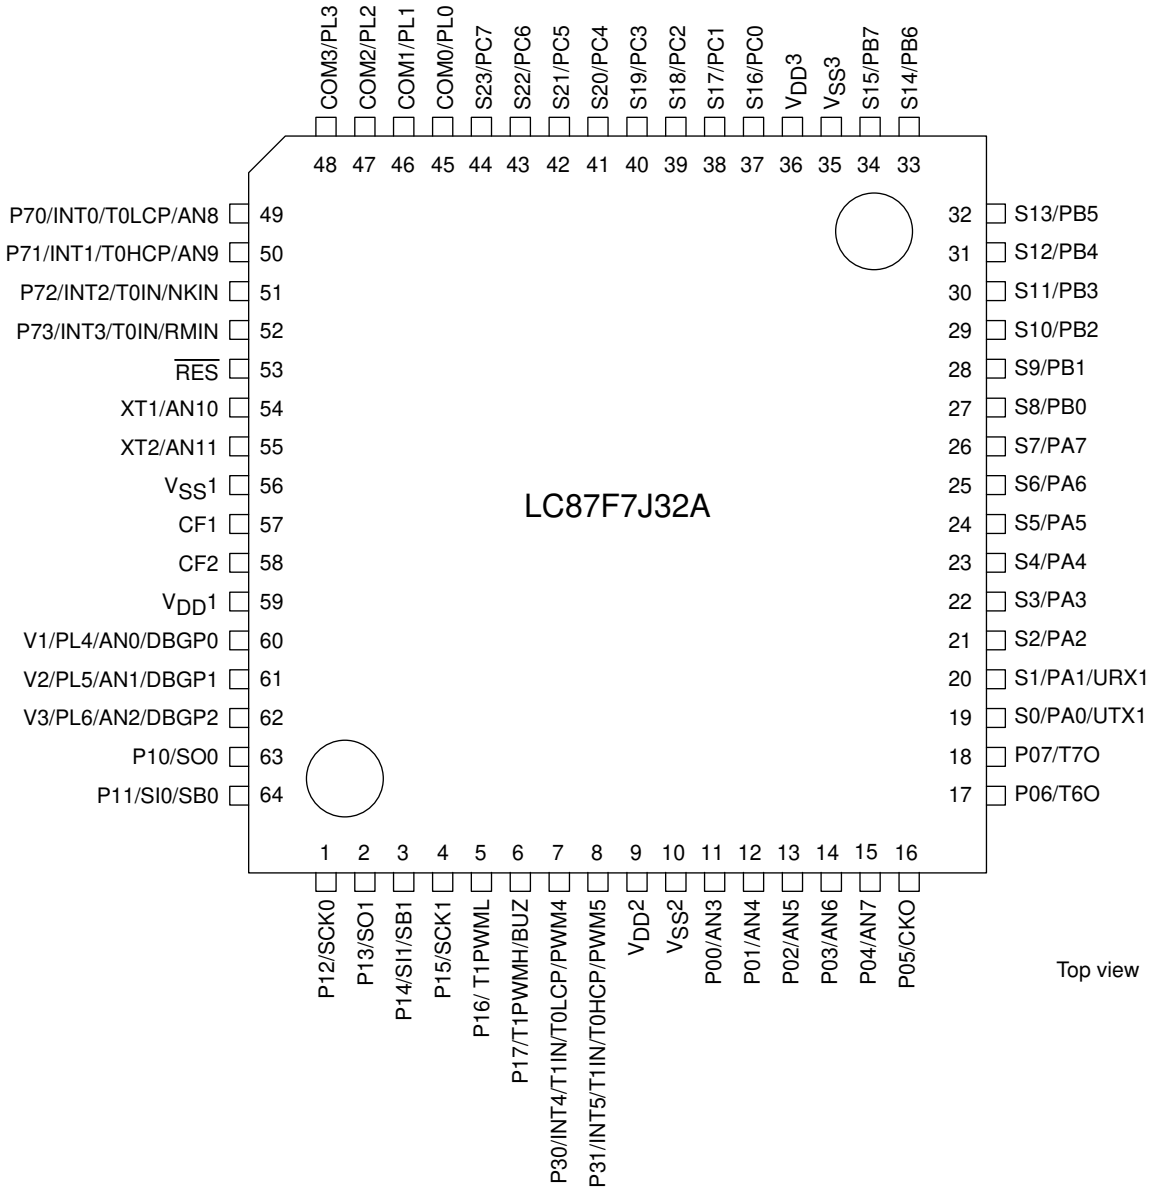 COM3/PL3
COM2/PL2
COM1/PL1
COM0/PL0
S23/PC7
S22/PC6
S21/PC5
S20/PC4
S19/PC3
S18/PC2
S17/PC1
S16/PC0
VDD3
VSS3
S15/PB7
S14/PB6
48 47 46 45 44 43 42 41 40 39 38 37 36 35 34 33
P70/INT0/T0LCP/AN8 49
P71/INT1/T0HCP/AN9 50
P72/INT2/T0IN/NKIN 51
P73/INT3/T0IN/RMIN 52
RES 53
XT1/AN10 54
XT2/AN11 55
VSS1 56
CF1 57
CF2 58
VDD1 59
V1/PL4/AN0/DBGP0 60
V2/PL5/AN1/DBGP1 61
V3/PL6/AN2/DBGP2 62
P10/SO0 63
P11/SI0/SB0 64
LC87F7J32A
32 S13/PB5
31 S12/PB4
30 S11/PB3
29 S10/PB2
28 S9/PB1
27 S8/PB0
26 S7/PA7
25 S6/PA6
24 S5/PA5
23 S4/PA4
22 S3/PA3
21 S2/PA2
20 S1/PA1/URX1
19 S0/PA0/UTX1
18 P07/T7O
17 P06/T6O
1 2 3 4 5 6 7 8 9 10 11 12 13 14 15 16
P12/SCK0
P13/SO1
P14/SI1/SB1
P15/SCK1
P16/ T1PWML
P17/T1PWMH/BUZ
P30/INT4/T1IN/T0LCP/PWM4
P31/INT5/T1IN/T0HCP/PWM5
VDD2
VSS2
P00/AN3
P01/AN4
P02/AN5
P03/AN6
P04/AN7
P05/CKO
Top view